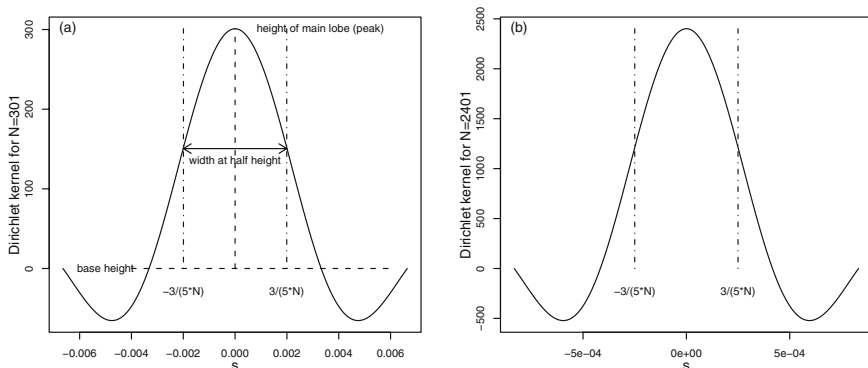 (a)
height of main lobe (peak)
width at half height
base height
−3/(5*N)
3/(5*N)
Dirichlet kernel for N=301
0
100
200
300
−0.006
−0.004
−0.002
0.000
0.002
0.004
0.006
s
(b)
−3/(5*N)
3/(5*N)
Dirichlet kernel for N=2401
−500
0
500
1000
1500
2000
2500
−5e−04
0e+00
5e−04
s